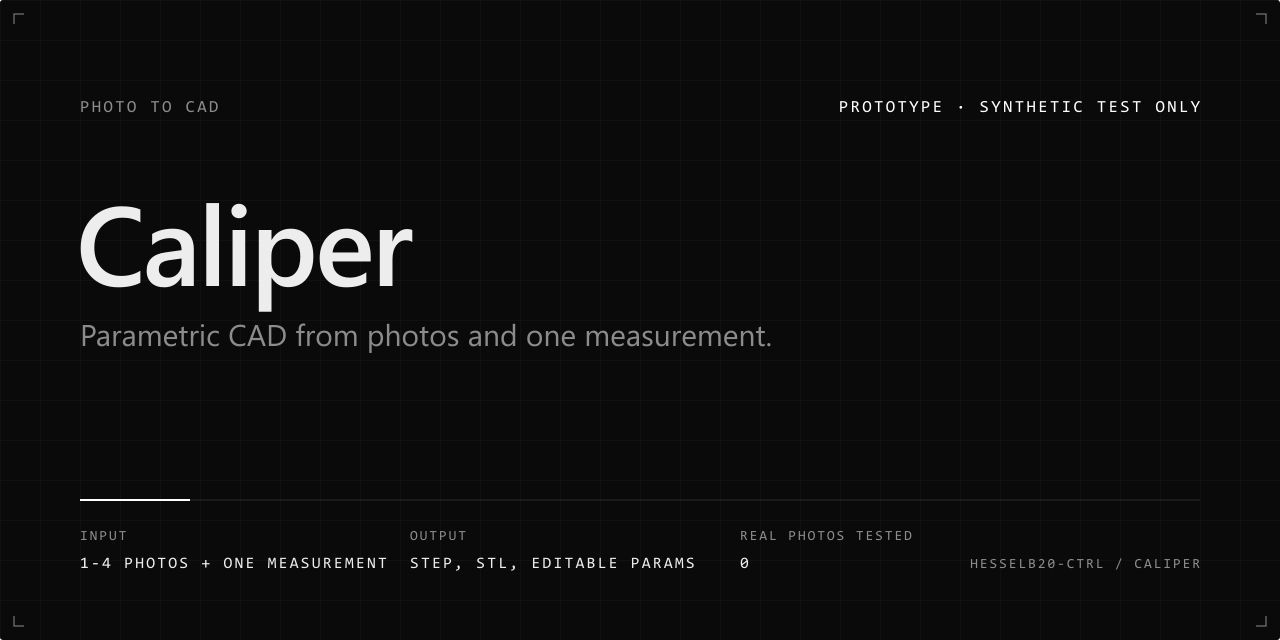 PHOTO TO CAD
PROTOTYPE · SYNTHETIC TEST ONLY
Caliper
Parametric CAD from photos and one measurement.
INPUT
1-4 PHOTOS + ONE MEASUREMENT
OUTPUT
STEP, STL, EDITABLE PARAMS
REAL PHOTOS TESTED
0
HESSELB20-CTRL / CALIPER